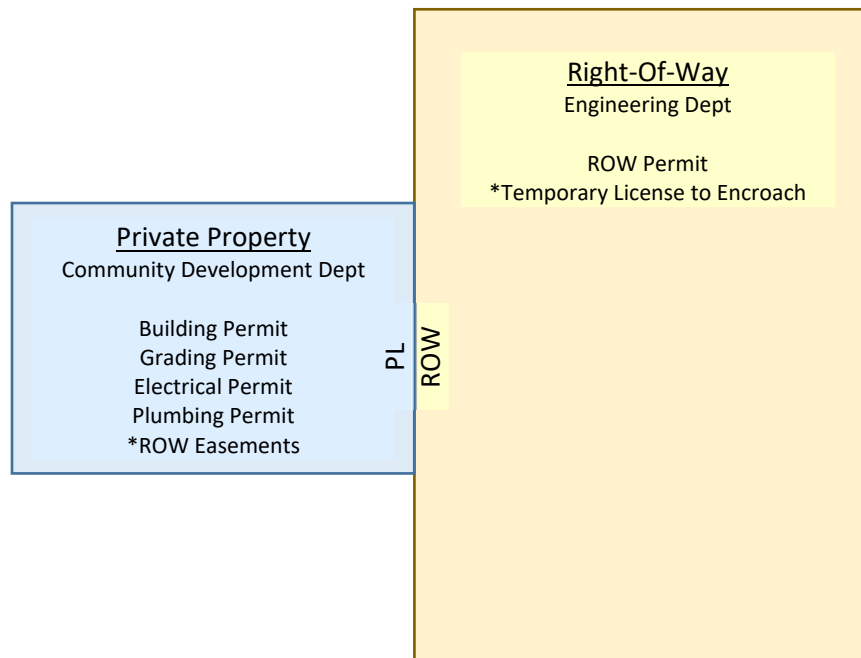 Right-Of-Way
Engineering Dept
ROW Permit
*Temporary License to Encroach
Private Property
Community Development Dept
Building Permit
Grading Permit
Electrical Permit
Plumbing Permit
*ROW Easements
PL
ROW